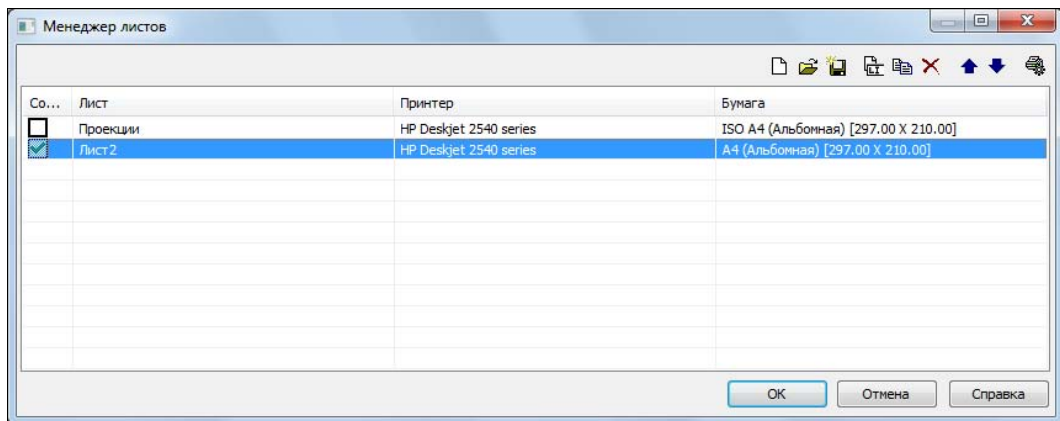 Менеджер листов
Со... Лист Принтер Бумага
Проекции HP Deskjet 2540 series ISO A4 (Альбомная) [297.00 X 210.00]
Лист2 HP Deskjet 2540 series A4 (Альбомная) [297.00 X 210.00]
OK Отмена Справка